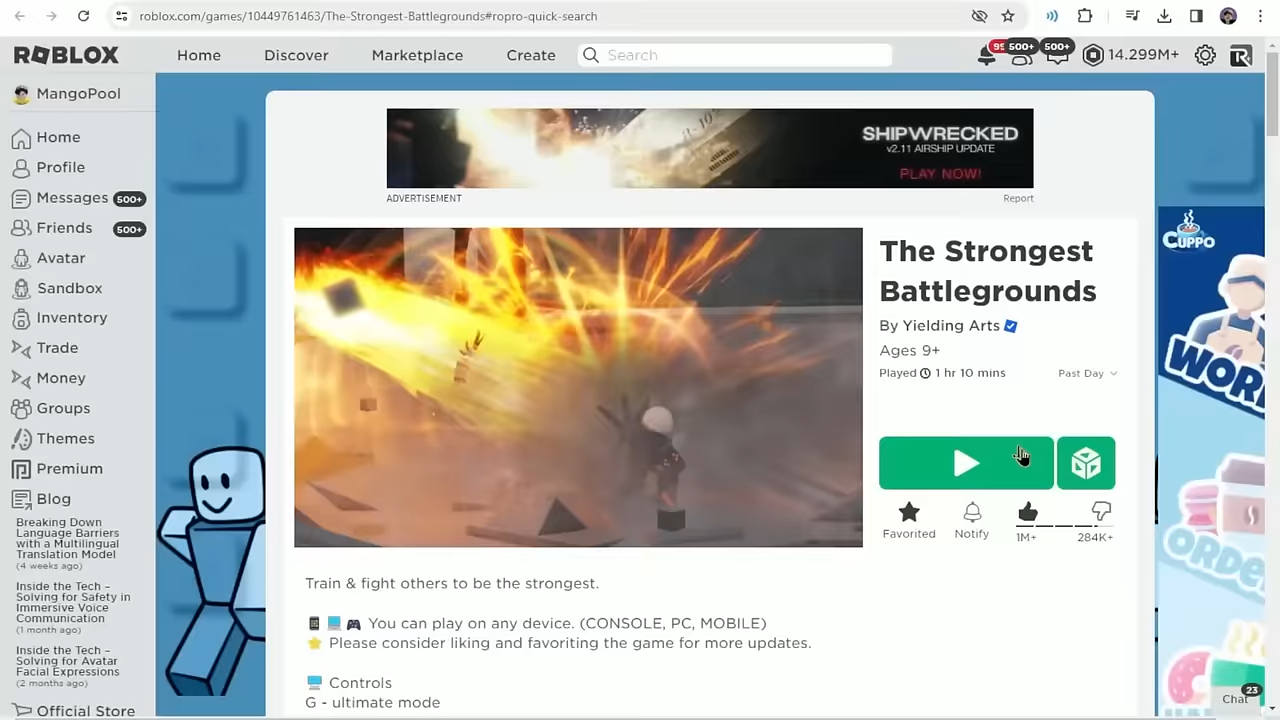 roblox.com/games/10449761463/The-Strongest-Battlegrounds#ropro-quick-search
ROBLOX
Home
Discover
Marketplace
Create
Search
99
500+
500+
14.299M+
MangoPool
Home
Profile
Messages 500+
Friends 500+
Avatar
Sandbox
Inventory
Trade
Money
Groups
Themes
Premium
Blog
Breaking Down
Language Barriers
with a Multilingual
Translation Model
(4 weeks ago)
Inside the Tech –
Solving for Safety in
Immersive Voice
Communication
(1 month ago)
Inside the Tech –
Solving for Avatar
Facial Expressions
(2 months ago)
Official Store
SHIPWRECKED
v2.11 AIRSHIP UPDATE
PLAY NOW!
ADVERTISEMENT
Report
The Strongest
Battlegrounds
By Yielding Arts
Ages 9+
Played 1 hr 10 mins
Past Day
Favorited
Notify
1M+
284K+
Train & fight others to be the strongest.
You can play on any device. (CONSOLE, PC, MOBILE)
Please consider liking and favoriting the game for more updates.
Controls
G - ultimate mode
CUPPO
Chat 23